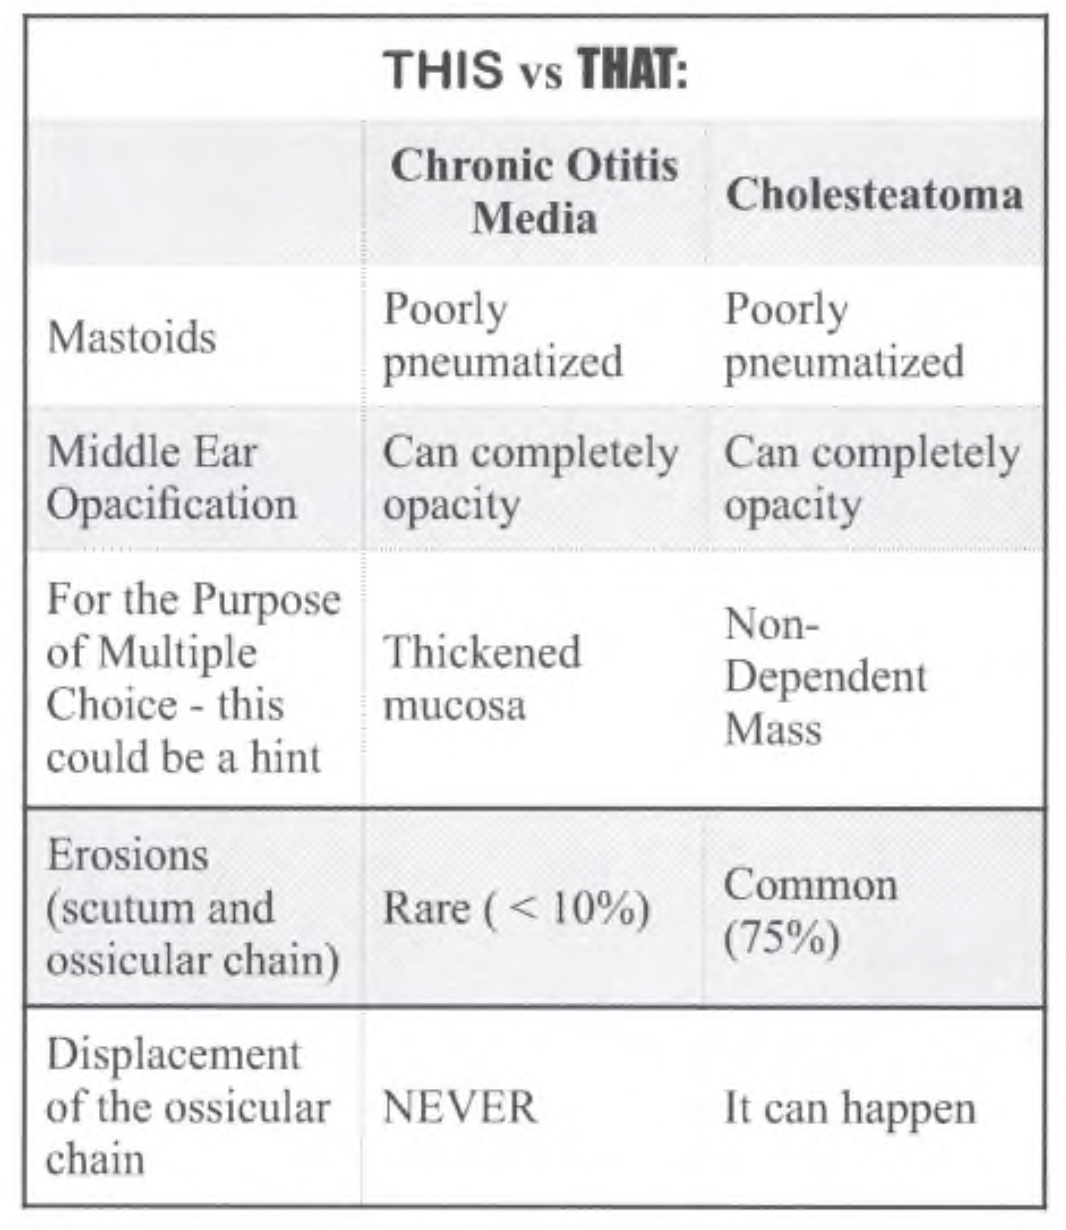 THIS vs THAT:
Chronic Otitis
Media
Cholesteatoma
Mastoids
Poorly
pneumatized
Poorly
pneumatized
Middle Ear
Opacification
Can completely
opacity
Can completely
opacity
For the Purpose
of Multiple
Choice - this
could be a hint
Thickened
mucosa
Non-
Dependent
Mass
Erosions
(scutum and
ossicular chain)
Rare ( < 10%)
Common
(75%)
Displacement
of the ossicular
chain
NEVER
It can happen